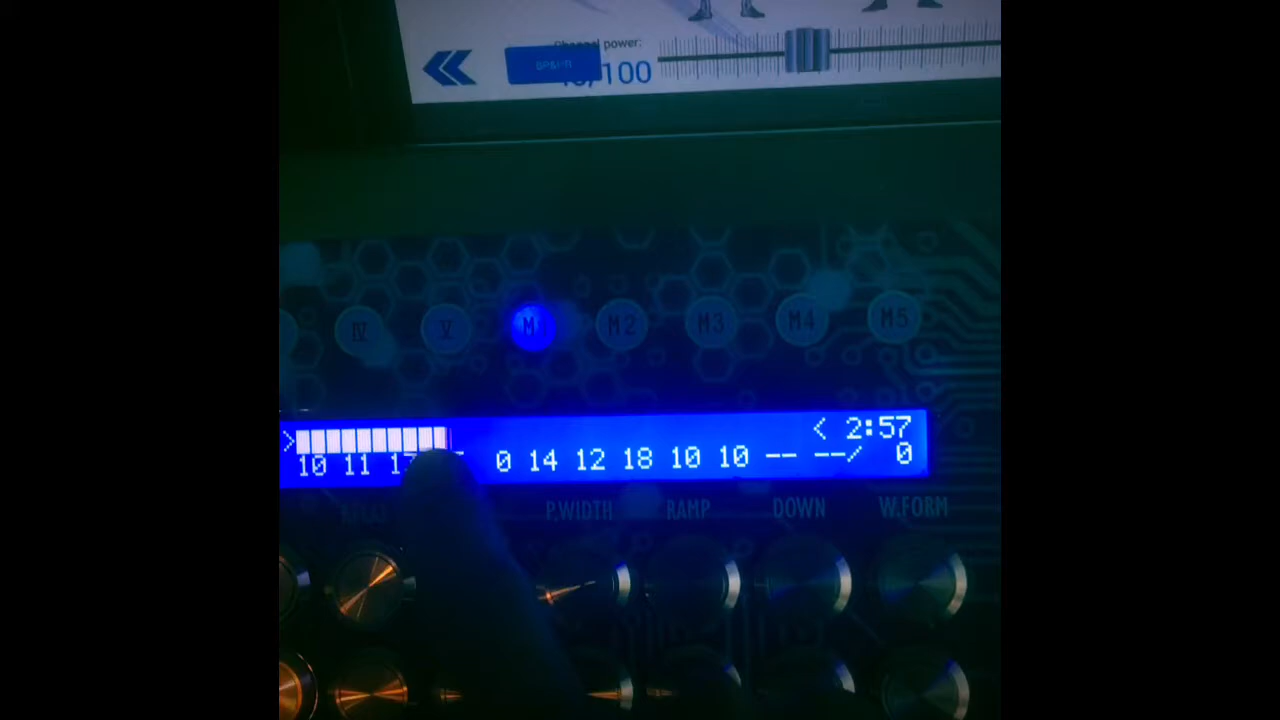 Channel power:
/100
IV V M M2 M3 M4 M5
> < 2:57
10 11 0 14 12 18 10 10 -- --/ 0
P.WIDTH RAMP DOWN W.FORM